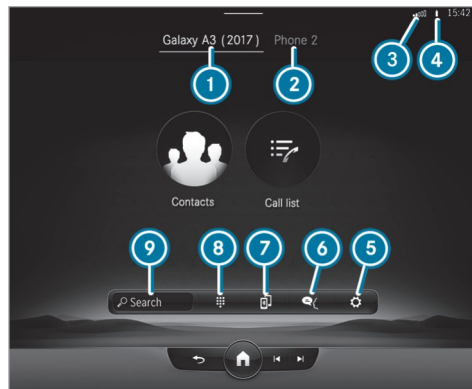 15:42
Galaxy A3 (2017) Phone 2
3 4
1 2
Contacts Call list
9 8 7 6 5
Search